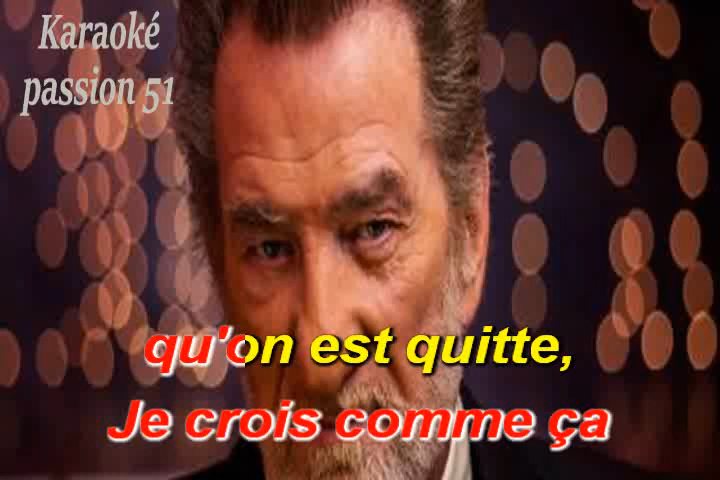 Karaoké
passion 51
qu'on est quitte,
Je crois comme ça